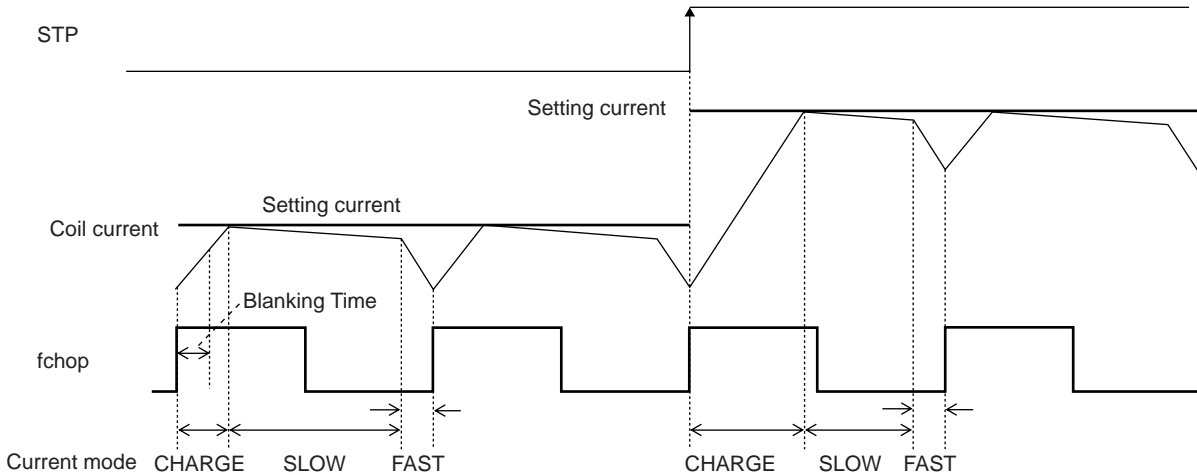 STP
Setting current
Setting current
Coil current
Blanking Time
fchop
Current mode CHARGE SLOW FAST CHARGE SLOW FAST